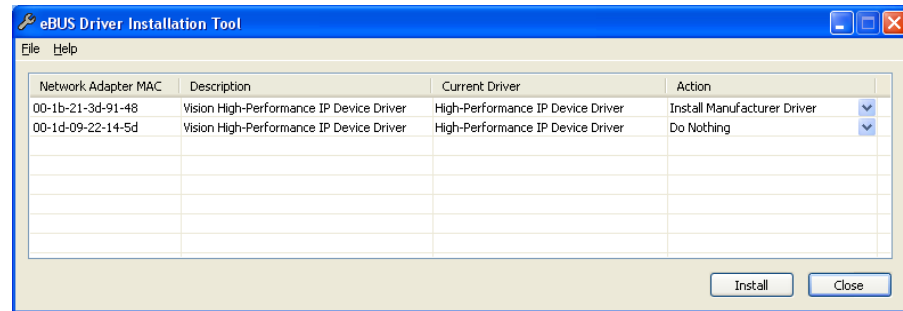 eBUS Driver Installation Tool
File Help
Network Adapter MAC Description Current Driver Action
00-1b-21-3d-91-48 Vision High-Performance IP Device Driver High-Performance IP Device Driver Install Manufacturer Driver
00-1d-09-22-14-5d Vision High-Performance IP Device Driver High-Performance IP Device Driver Do Nothing
Install Close